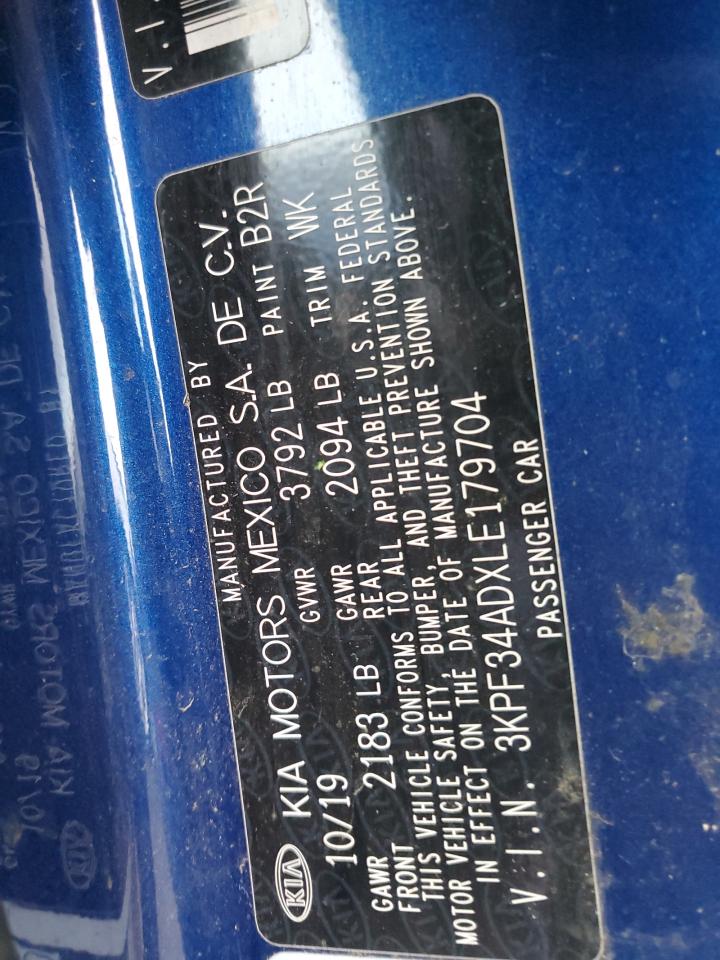 V.I.
MANUFACTURED BY
KIA KIA MOTORS MEXICO S.A. DE C.V.
10/19 GVWR 3792 LB PAINT B2R
GAWR FRONT 2183 LB GAWR REAR 2094 LB TRIM WK
THIS VEHICLE CONFORMS TO ALL APPLICABLE U.S.A. FEDERAL
MOTOR VEHICLE SAFETY, BUMPER, AND THEFT PREVENTION STANDARDS
IN EFFECT ON THE DATE OF MANUFACTURE SHOWN ABOVE.
V.I.N. 3KPF34ADXLE179704
PASSENGER CAR